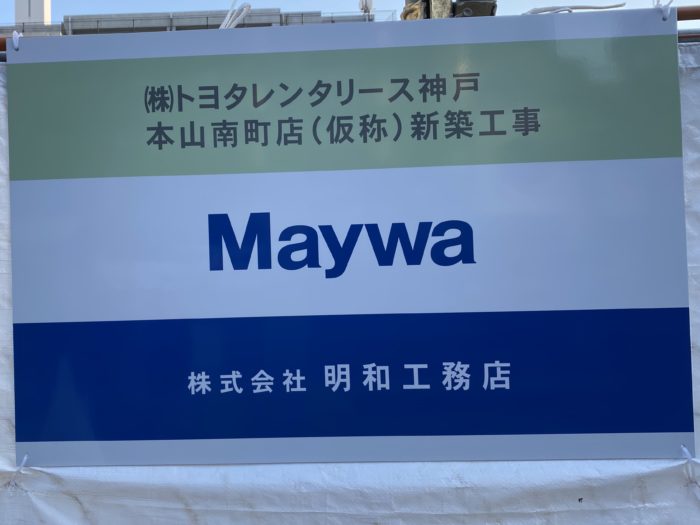 ㈱トヨタレンタリース神戸
本山南町店(仮称)新築工事
Maywa
株式会社 明和工務店